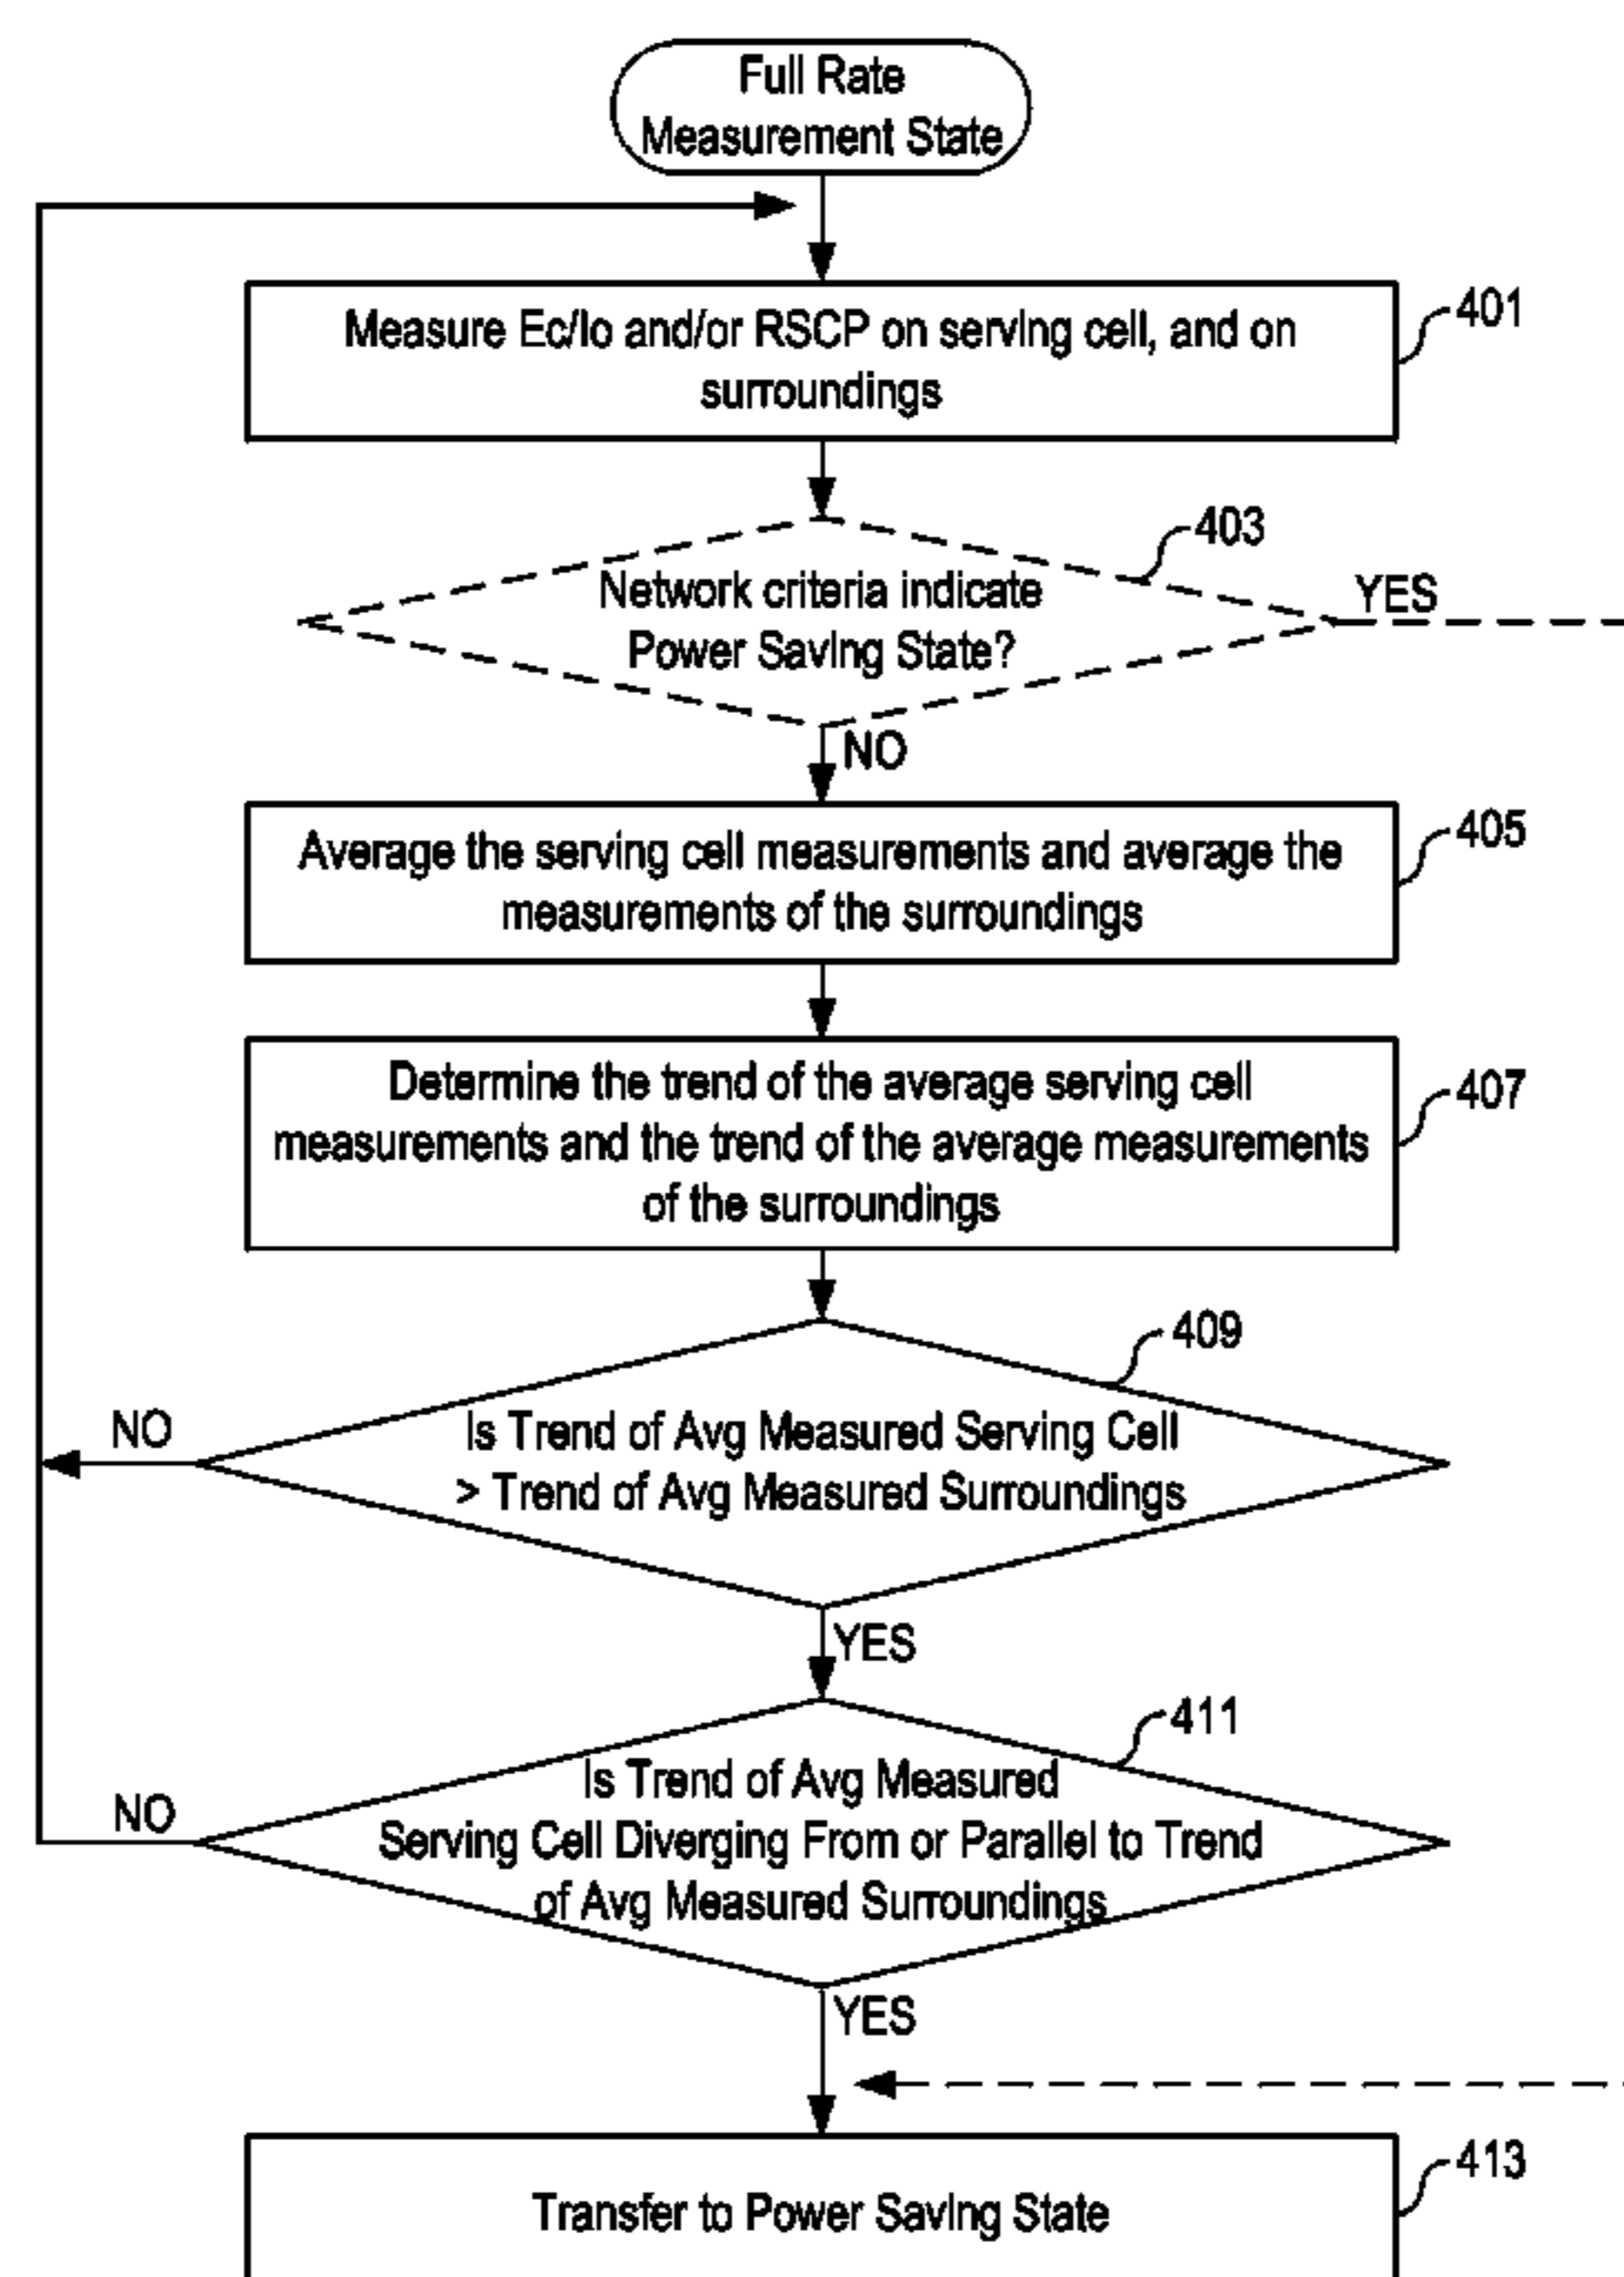 Full Rate
Measurement State
Measure Ec/Io and/or RSCP on serving cell, and on
surroundings
401
403
Network criteria indicate
Power Saving State?
YES
NO
Average the serving cell measurements and average the
measurements of the surroundings
405
Determine the trend of the average serving cell
measurements and the trend of the average measurements
of the surroundings
407
409
Is Trend of Avg Measured Serving Cell
> Trend of Avg Measured Surroundings
NO
YES
411
Is Trend of Avg Measured
Serving Cell Diverging From or Parallel to Trend
of Avg Measured Surroundings
NO
YES
Transfer to Power Saving State
413